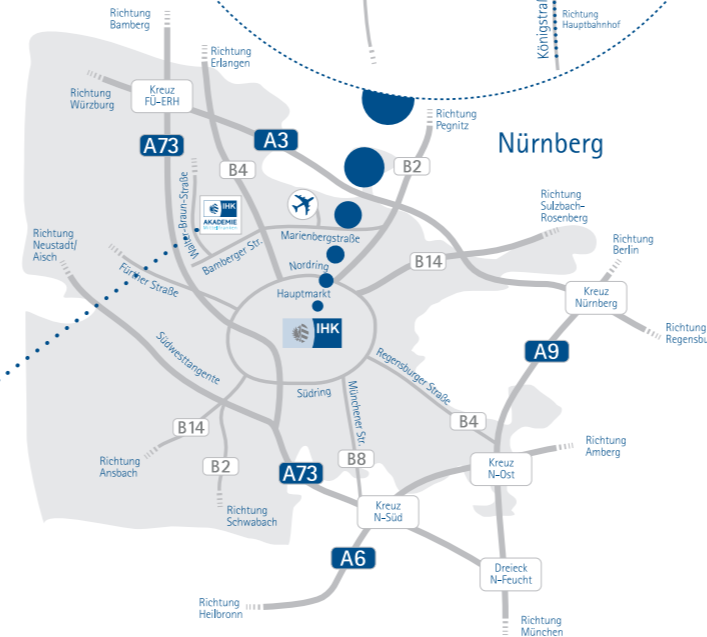 Richtung
Bamberg
Königstraß
Richtung
Hauptbahnhof
Richtung
Erlangen
Richtung
Würzburg
Kreuz
FÜ-ERH
A73
A3
B4
Richtung
Pegnitz
Nürnberg
B2
Walter-Braun-Straße
IHK
AKADEMIE
Richtung
Sulzbach-
Rosenberg
Richtung
Neustadt/
Aisch
Marienbergstraße
Bamberger Str.
Richtung
Berlin
Fürther Straße
Nordring
B14
Hauptmarkt
Kreuz
Nürnberg
IHK
Richtung
Regensbu
A9
Südwesttangente
Regensburger Straße
Südring
Münchener Str.
B14
B4
Richtung
Ansbach
B2
B8
Richtung
Amberg
A73
Kreuz
N-Ost
Richtung
Schwabach
Kreuz
N-Süd
A6
Dreieck
N-Feucht
Richtung
Heilbronn
Richtung
München